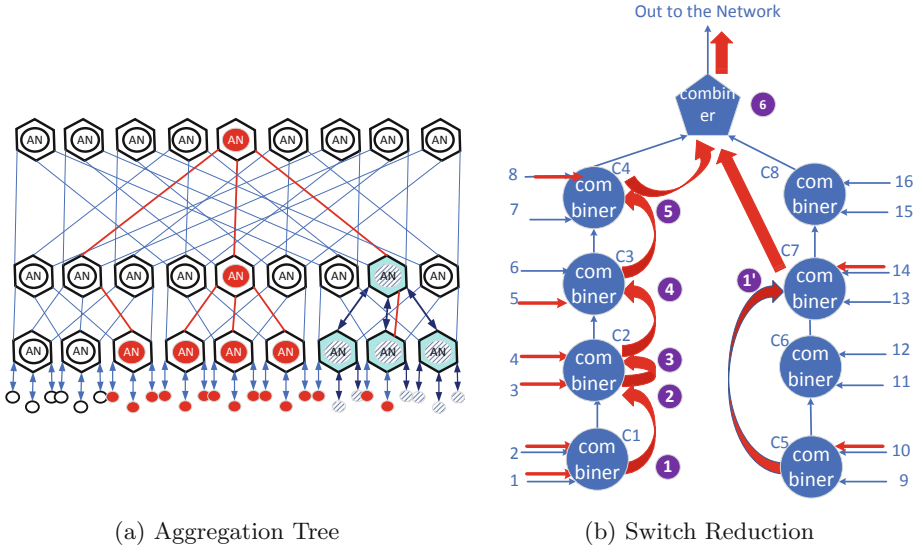 Out to the Network
combin
er
6
AN AN AN AN AN AN AN AN AN
AN AN AN AN AN AN AN AN AN
AN AN AN AN AN AN AN AN AN
8
C4
com
biner
7
5
C8
com
biner
16
15
6
C3
com
biner
5
4
C7
com
biner
1'
14
13
4
C2
com
biner
3
3
2
C6
com
biner
12
11
2
C1
com
biner
1
1
C5
com
biner
10
9
(a) Aggregation Tree
(b) Switch Reduction